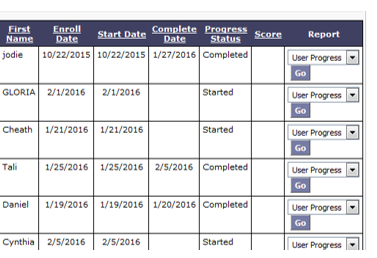 First Name Enroll Date Start Date Complete Date Progress Status Score Report
jodie 10/22/2015 10/22/2015 1/27/2016 Completed User Progress
Go
GLORIA 2/1/2016 2/1/2016 Started User Progress
Go
Cheath 1/21/2016 1/21/2016 Started User Progress
Go
Tali 1/25/2016 1/25/2016 2/5/2016 Completed User Progress
Go
Daniel 1/19/2016 1/19/2016 1/20/2016 Completed User Progress
Go
Cynthia 2/5/2016 2/5/2016 Started User Progress